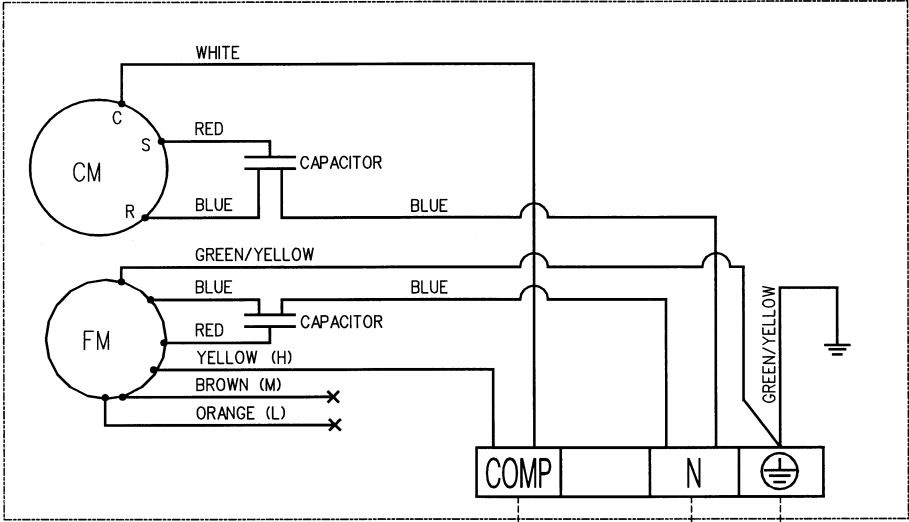 WHITE
C
RED
S
CM
CAPACITOR
R
BLUE
BLUE
GREEN/YELLOW
BLUE
BLUE
GREEN/YELLOW
FM
RED
CAPACITOR
YELLOW (H)
BROWN (M)
ORANGE (L)
COMP
N